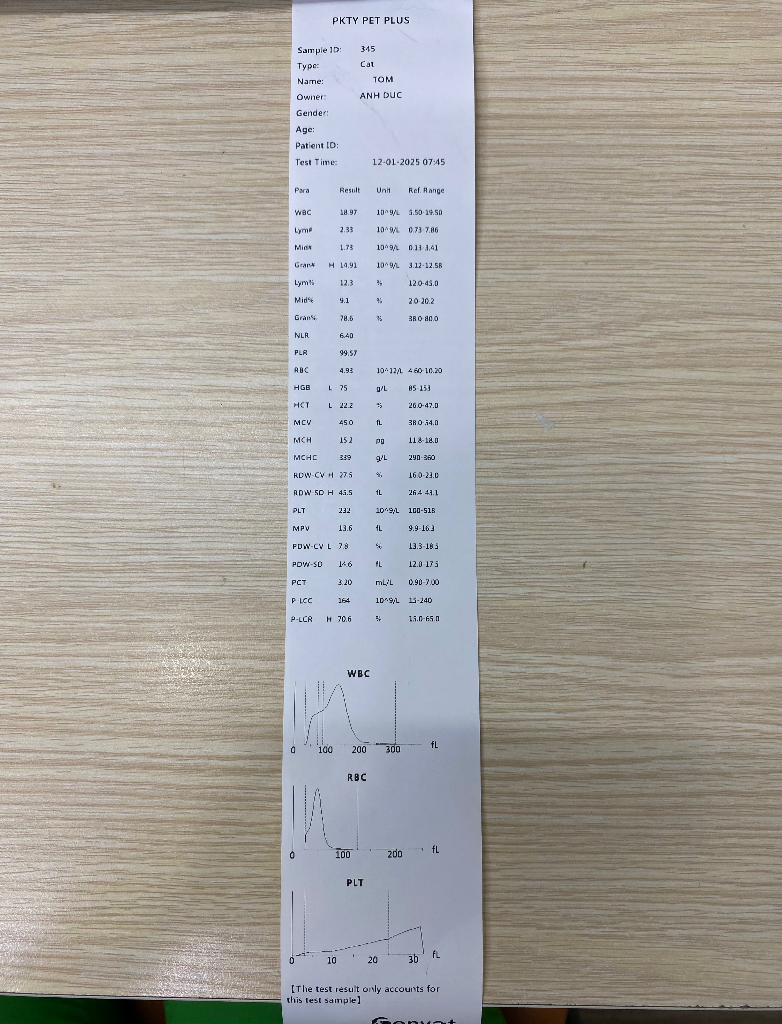 PKTY PET PLUS
Sample ID: 345
Type: Cat
Name: TOM
Owner: ANH DUC
Gender:
Age:
Patient ID:
Test Time: 12-01-2025 07:45
Para Result Unit Ref. Range
WBC 18.97 10^9/L 5.50-19.50
Lym# 2.33 10^9/L 0.73-7.86
Mid# 1.73 10^9/L 0.13-3.41
Gran# H 14.91 10^9/L 3.12-12.58
Lym% 12.3 % 12.0-45.0
Mid% 9.1 % 2.0-20.2
Gran% 78.6 % 38.0-80.0
NLR 6.40
PLR 99.57
RBC 4.93 10^12/L 4.60-10.20
HGB L 75 g/L 85-153
HCT L 22.2 % 26.0-47.0
MCV 45.0 fL 38.0-54.0
MCH 15.2 pg 11.8-18.0
MCHC 339 g/L 290-360
RDW-CV H 27.5 % 16.0-23.0
RDW-SD H 45.5 fL 26.4-43.1
PLT 232 10^9/L 100-518
MPV 13.6 fL 9.9-16.3
PDW-CV L 7.8 % 13.3-18.5
PDW-SD 14.6 fL 12.0-17.5
PCT 3.20 mL/L 0.90-7.00
P-LCC 164 10^9/L 15-240
P-LCR H 70.6 % 15.0-65.0
WBC
0 100 200 300 fL
RBC
0 100 200 fL
PLT
0 10 20 30 fL
[The test result only accounts for
this test sample]